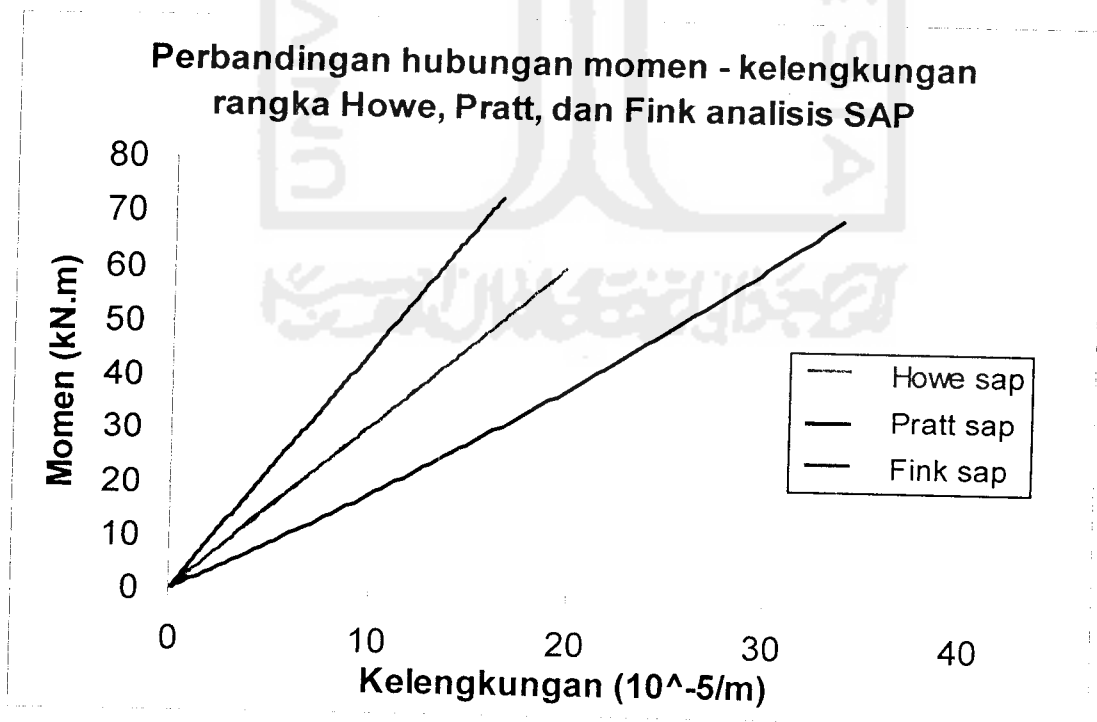 Perbandingan hubungan momen - kelengkungan
rangka Howe, Pratt, dan Fink analisis SAP
80
70
60
50
40
30
20
10
0
Momen (kN.m)
0 10 20 30 40
Kelengkungan (10^-5/m)
Howe sap
Pratt sap
Fink sap